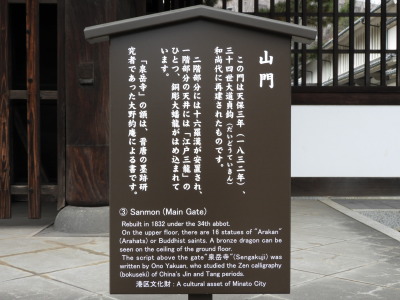 山門
この門は天保三年(一八三二年)、
三十四世大道貞鈞(だいどうていきん)
和尚代に再建されたものです。
二階部分には十六羅漢が安置され、
一階部分の天井には「江戸三龍」の
ひとつ、銅彫大蟠龍がはめ込まれて
います。
「泉岳寺」の額は、晋唐の墨跡研
究者であった大野約庵による書です。
③ Sanmon (Main Gate)
Rebuilt in 1832 under the 34th abbot.
On the upper floor, there are 16 statues of "Arakan"
(Arahats) or Buddhist saints. A bronze dragon can be
seen on the ceiling of the ground floor.
The script above the gate"泉岳寺"(Sengakuji) was
written by Ono Yakuan, who studied the Zen calligraphy
(bokuseki) of China's Jin and Tang periods.
港区文化財 : A cultural asset of Minato City